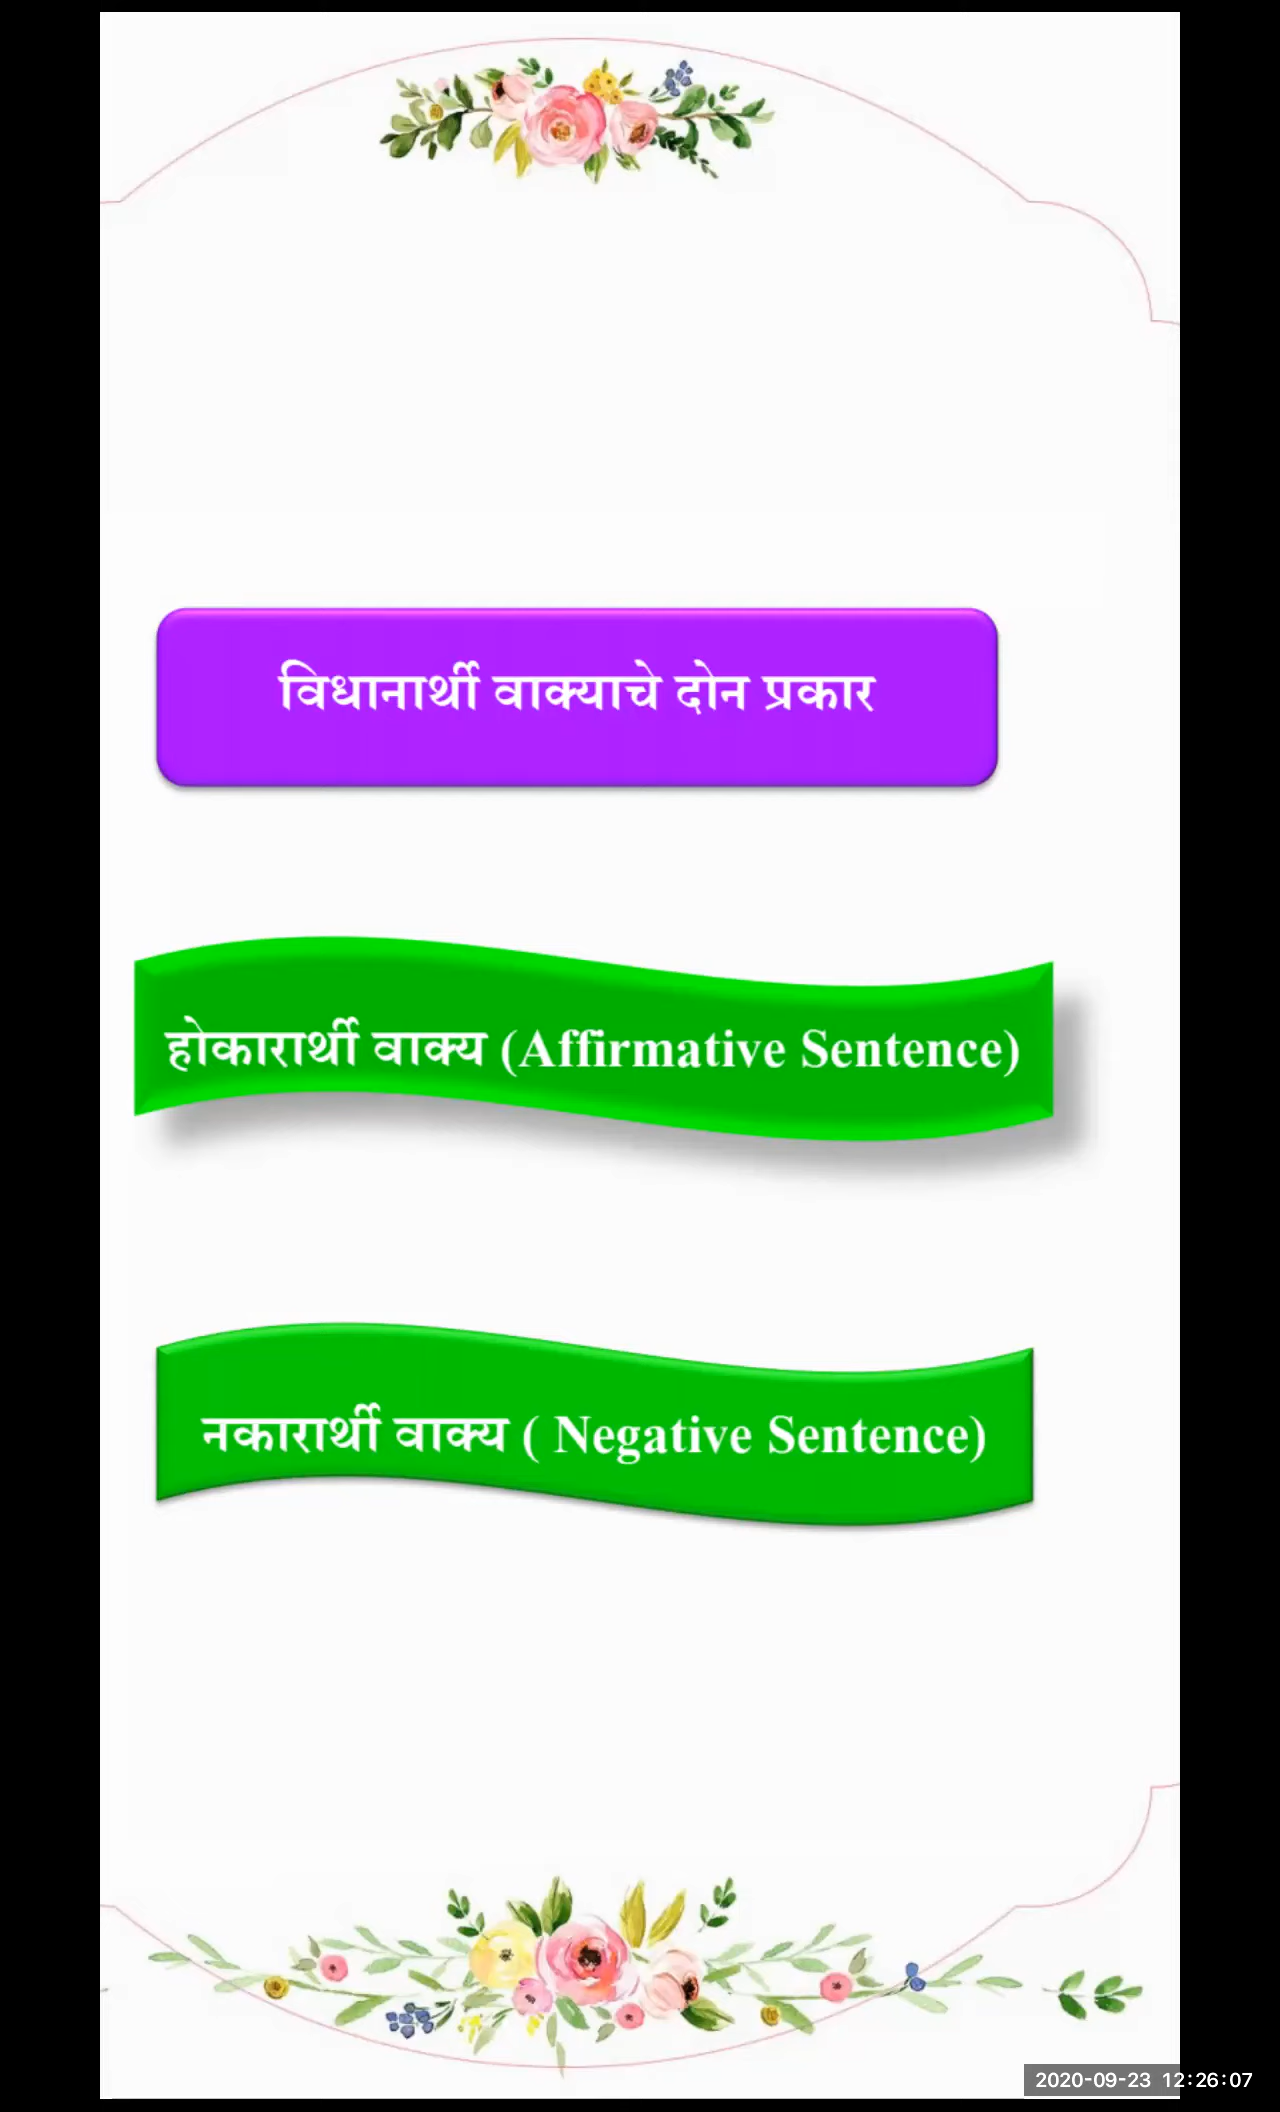 विधानार्थी वाक्याचे दोन प्रकार
होकारार्थी वाक्य (Affirmative Sentence)
नकारार्थी वाक्य ( Negative Sentence)
2020-09-23 12:26:07